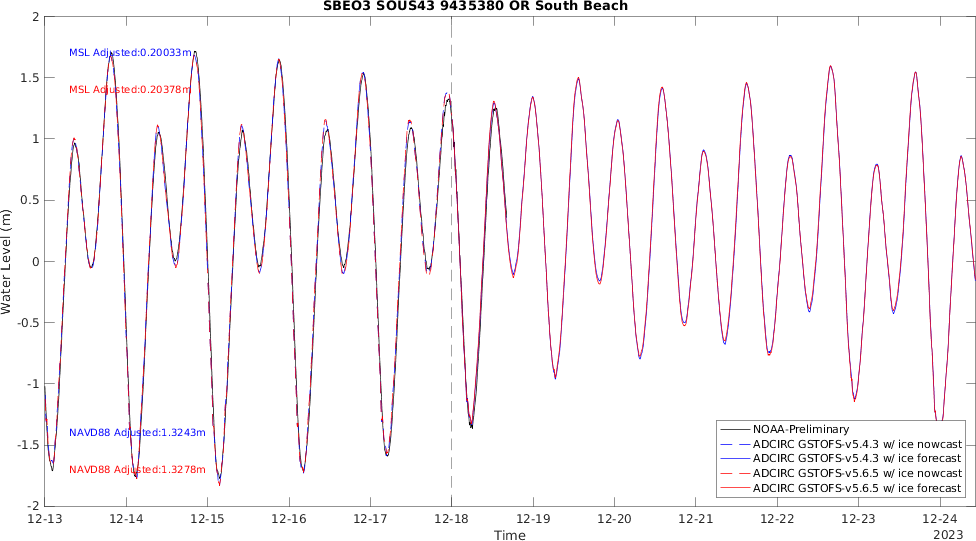 SBEO3 SOUS43 9435380 OR South Beach
Water Level (m)
2
1.5
1
0.5
0
-0.5
-1
-1.5
-2
MSL Adjusted:0.20033m
MSL Adjusted:0.20378m
NAVD88 Adjusted:1.3243m
NAVD88 Adjusted:1.3278m
NOAA-Preliminary
ADCIRC GSTOFS-v5.4.3 w/ ice nowcast
ADCIRC GSTOFS-v5.4.3 w/ ice forecast
ADCIRC GSTOFS-v5.6.5 w/ ice nowcast
ADCIRC GSTOFS-v5.6.5 w/ ice forecast
12-13 12-14 12-15 12-16 12-17 12-18 12-19 12-20 12-21 12-22 12-23 12-24
Time
2023